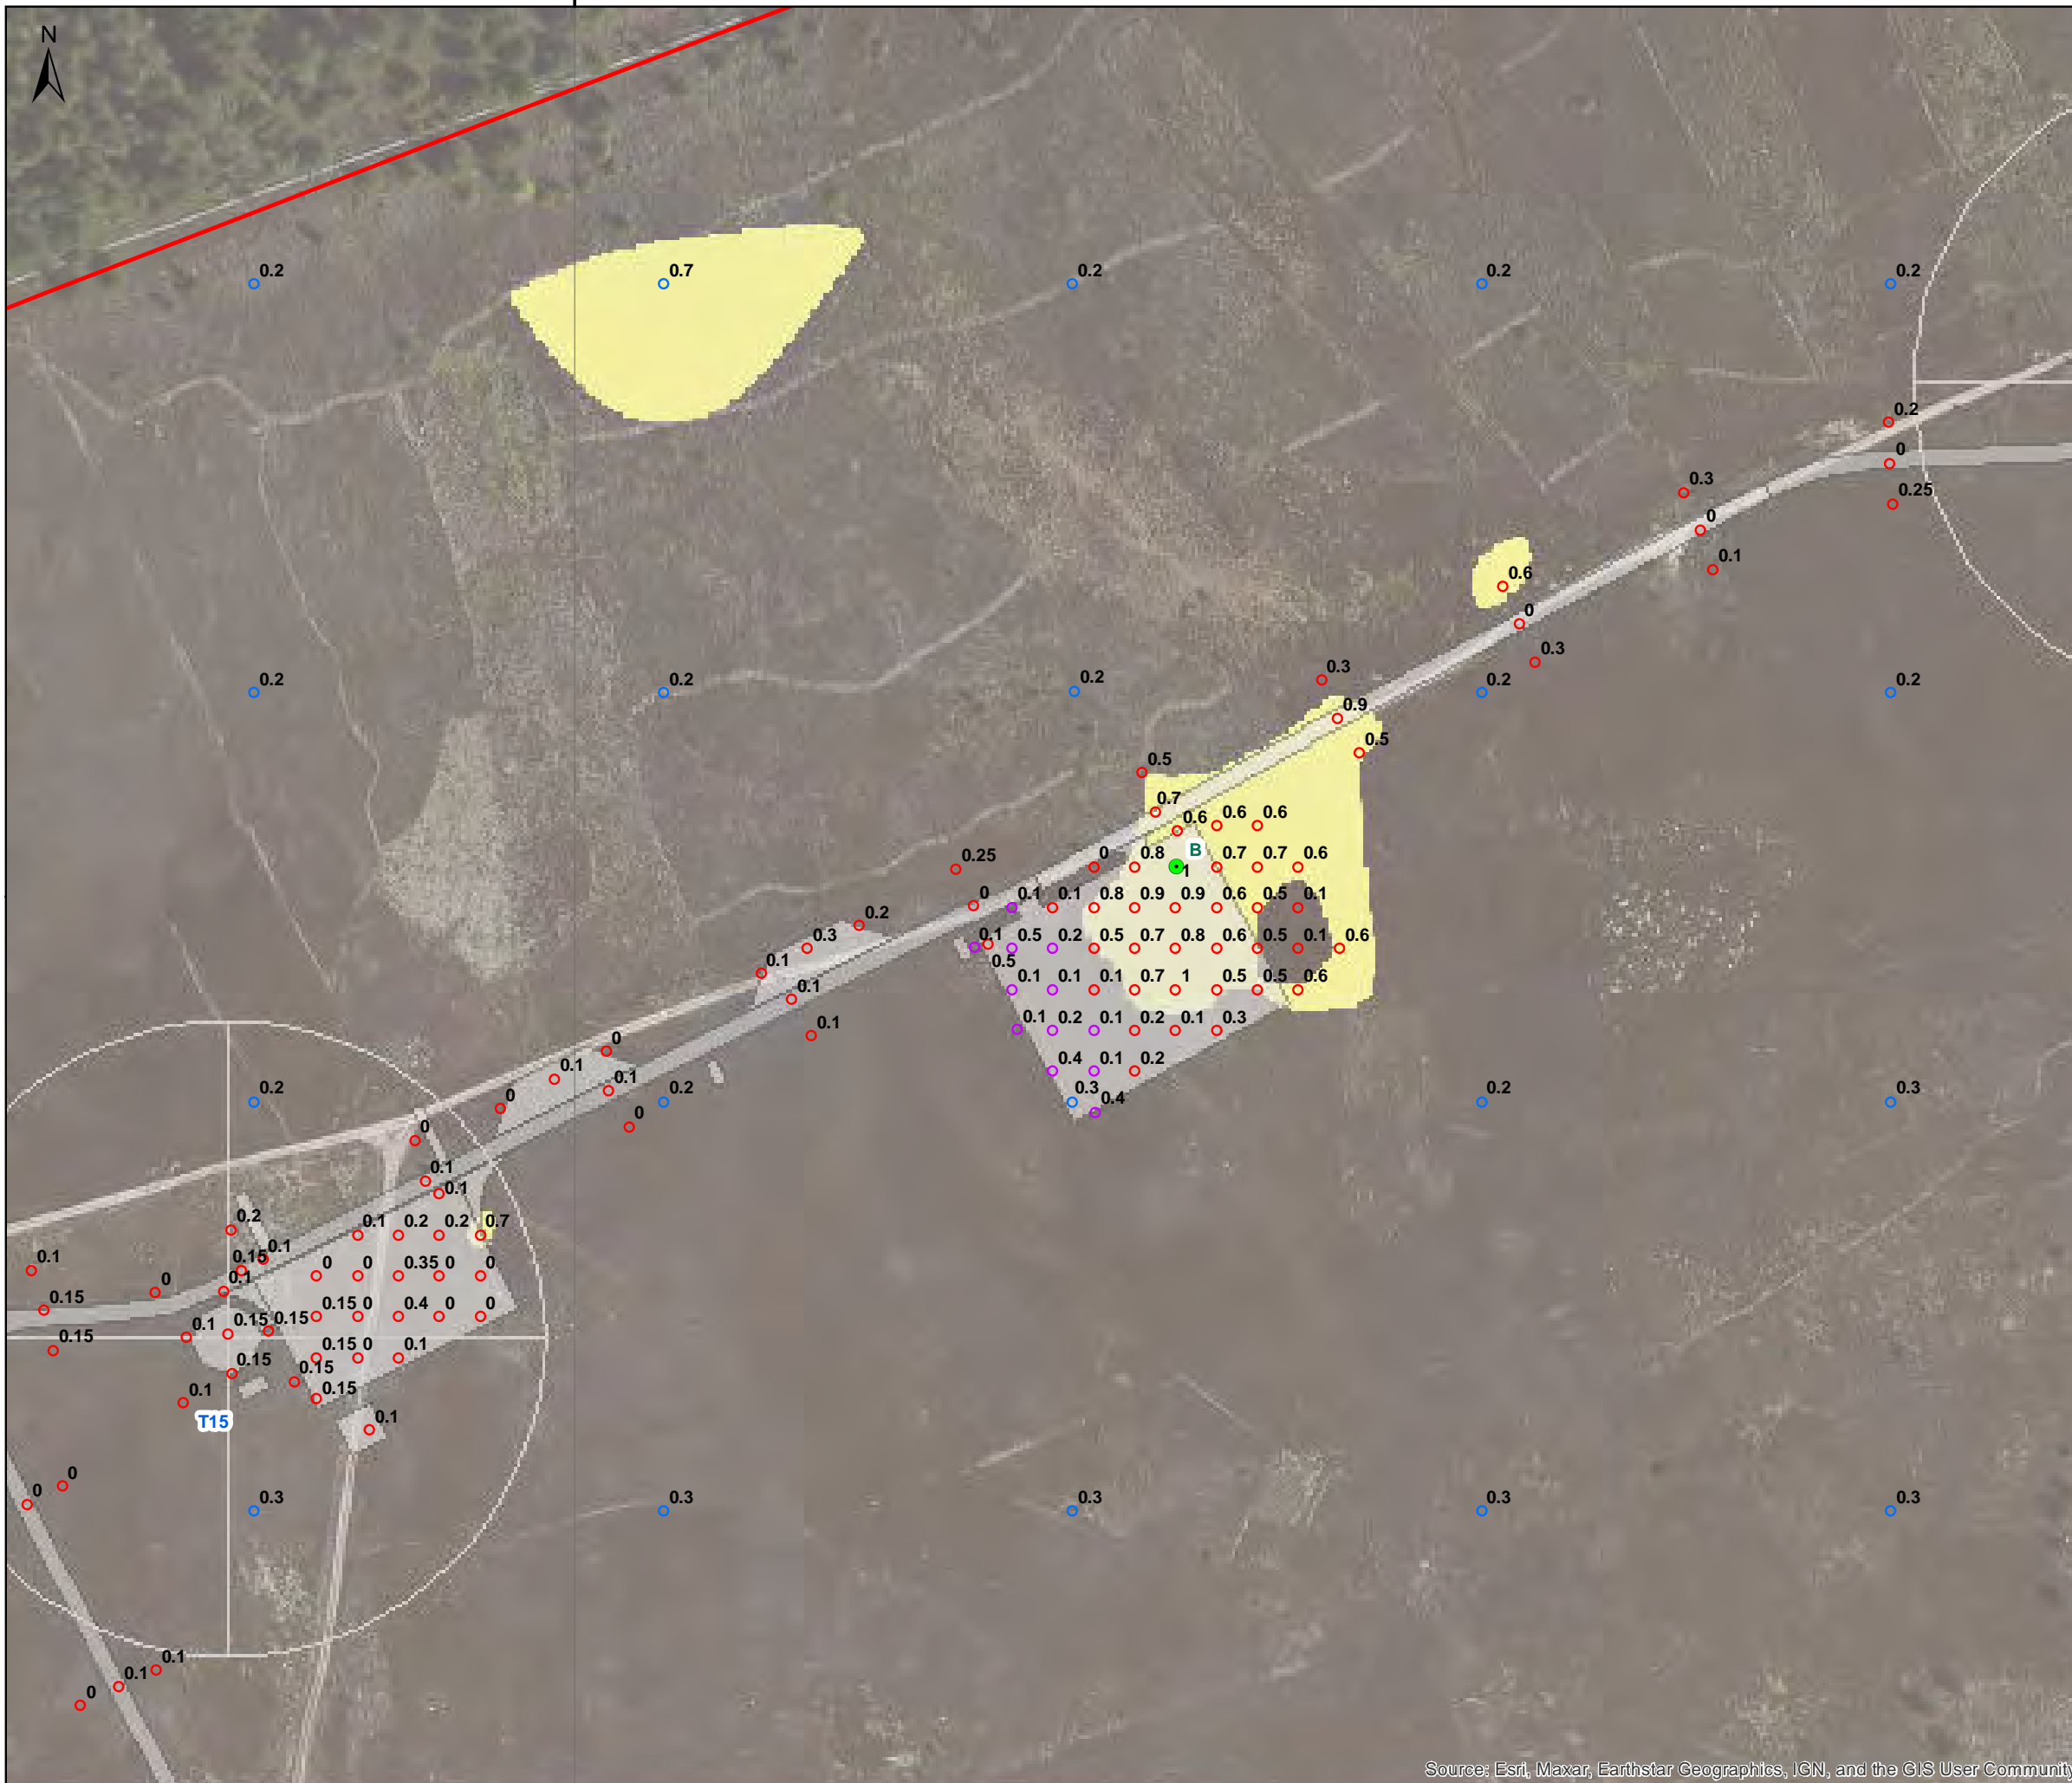 N
0.2 0.7 0.2 0.2 0.2
0.2
0
0.3
0.25
0
0.1
0.6
0
0.3
0.2 0.2 0.2 0.3 0.2 0.2
0.9
0.5
0.5
0.7
0.6 0.6 0.6
B
0.25 0 0.8 1 0.7 0.7 0.6
0 0.1 0.1 0.8 0.9 0.9 0.6 0.5 0.1
0.2
0.3 0.1 0.5 0.2 0.5 0.7 0.8 0.6 0.5 0.1 0.6
0.1 0.5
0.1 0.1 0.1 0.1 0.7 1 0.5 0.5 0.6
0.1 0.1 0.2 0.1 0.2 0.1 0.3
0
0.1 0.4 0.1 0.2
0.1
0.2 0 0.2 0.3 0.4 0.2 0.3
0
0
0.1
0.1
0.2 0.1 0.2 0.2 0.7
0.1 0.15 0.1 0 0 0.35 0 0
0 0.1
0.15 0.15 0 0.4 0 0
0.1 0.15 0.15
0.15 0.15 0 0.1
0.15 0.15
0.1 0.15
T15 0.1
0
0 0.3 0.3 0.3 0.3 0.3
0.1
0.1
0
Source: Esri, Maxar, Earthstar Geographics, IGN, and the GIS User Community